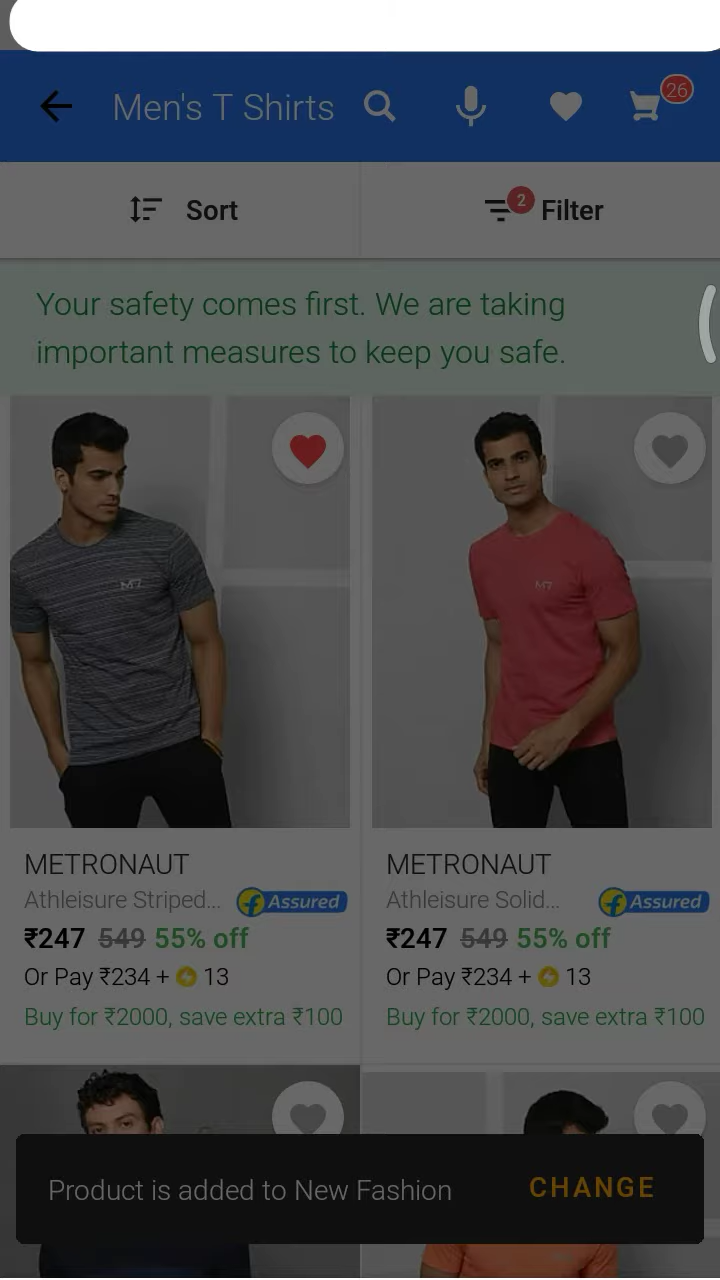 Men's T Shirts
26
Sort
2
Filter
Your safety comes first. We are taking
important measures to keep you safe.
M7
M7
METRONAUT
METRONAUT
Athleisure Striped...
Assured
Athleisure Solid...
Assured
₹247 549 55% off
₹247 549 55% off
Or Pay ₹234 + 13
Or Pay ₹234 + 13
Buy for ₹2000, save extra ₹100
Buy for ₹2000, save extra ₹100
Product is added to New Fashion
CHANGE